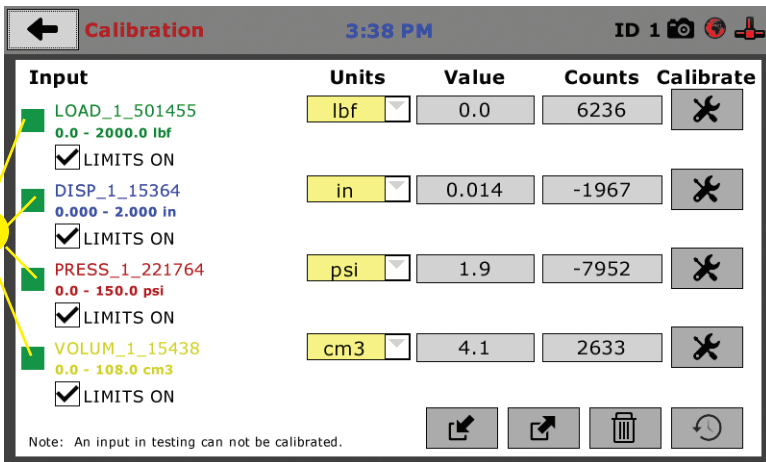 Calibration 3:38 PM ID 1
Input Units Value Counts Calibrate
LOAD_1_501455 lbf 0.0 6236
0.0 - 2000.0 lbf
LIMITS ON
DISP_1_15364 in 0.014 -1967
0.000 - 2.000 in
LIMITS ON
PRESS_1_221764 psi 1.9 -7952
0.0 - 150.0 psi
LIMITS ON
VOLUM_1_15438 cm3 4.1 2633
0.0 - 108.0 cm3
LIMITS ON
Note: An input in testing can not be calibrated.